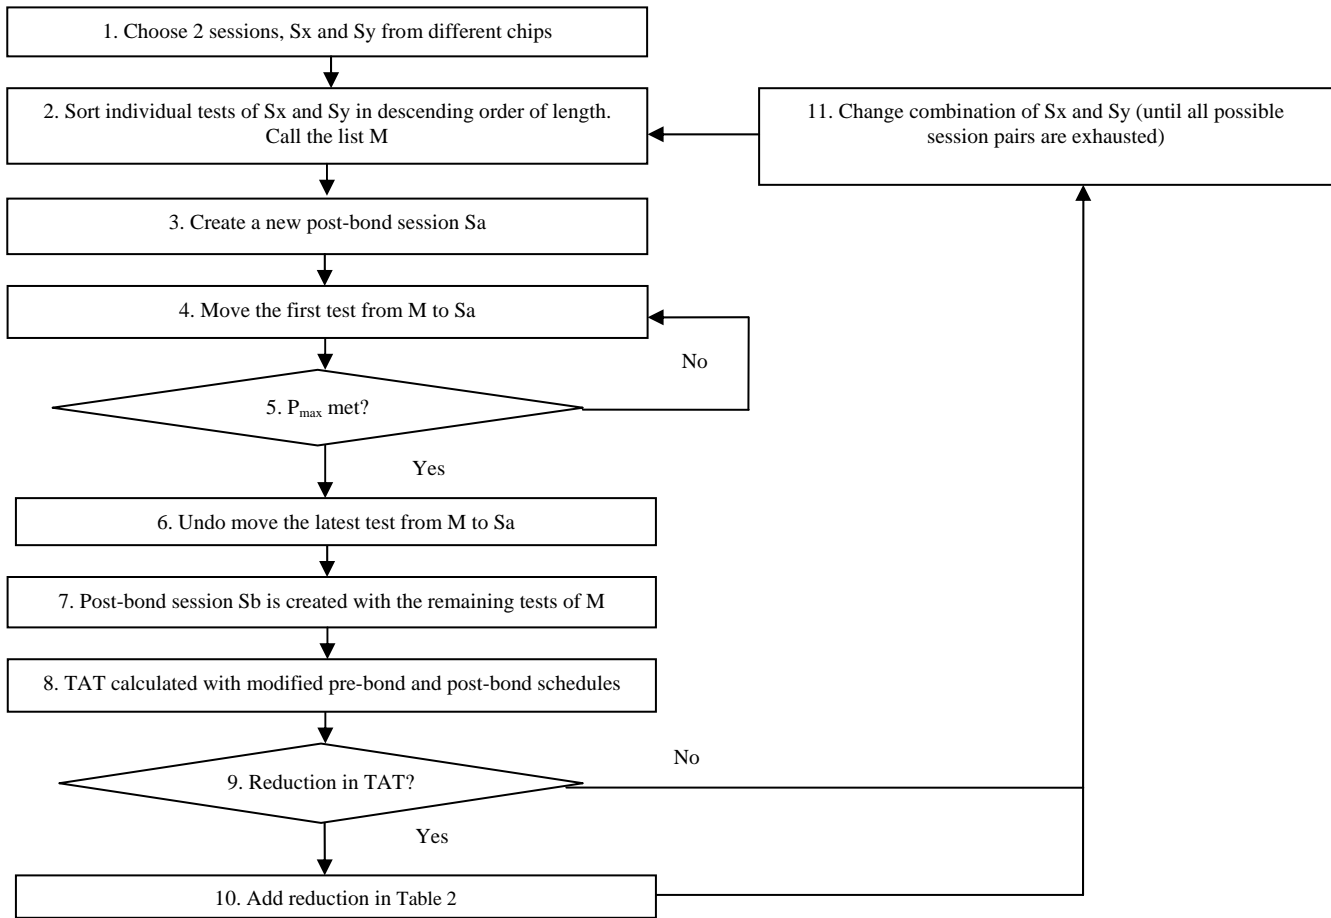 1. Choose 2 sessions, Sx and Sy from different chips
2. Sort individual tests of Sx and Sy in descending order of length.
Call the list M
11. Change combination of Sx and Sy (until all possible
session pairs are exhausted)
3. Create a new post-bond session Sa
4. Move the first test from M to Sa
No
5. Pmax met?
Yes
6. Undo move the latest test from M to Sa
7. Post-bond session Sb is created with the remaining tests of M
8. TAT calculated with modified pre-bond and post-bond schedules
No
9. Reduction in TAT?
Yes
10. Add reduction in Table 2